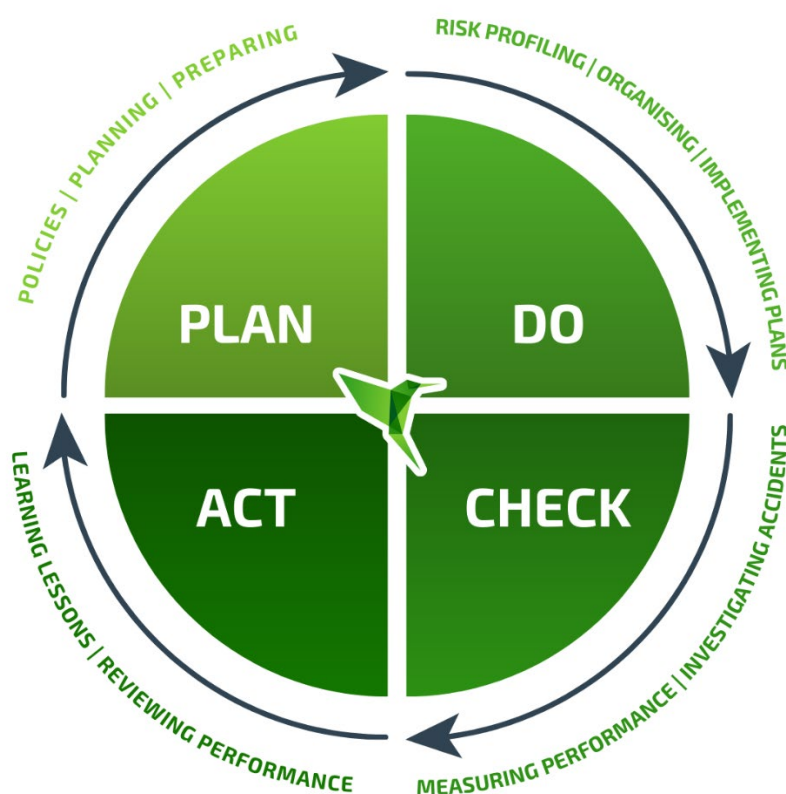 POLICIES | PLANNING | PREPARING
RISK PROFILING | ORGANISING | IMPLEMENTING PLANS
PLAN
DO
ACT
CHECK
LEARNING LESSONS | REVIEWING PERFORMANCE
MEASURING PERFORMANCE | INVESTIGATING ACCIDENTS